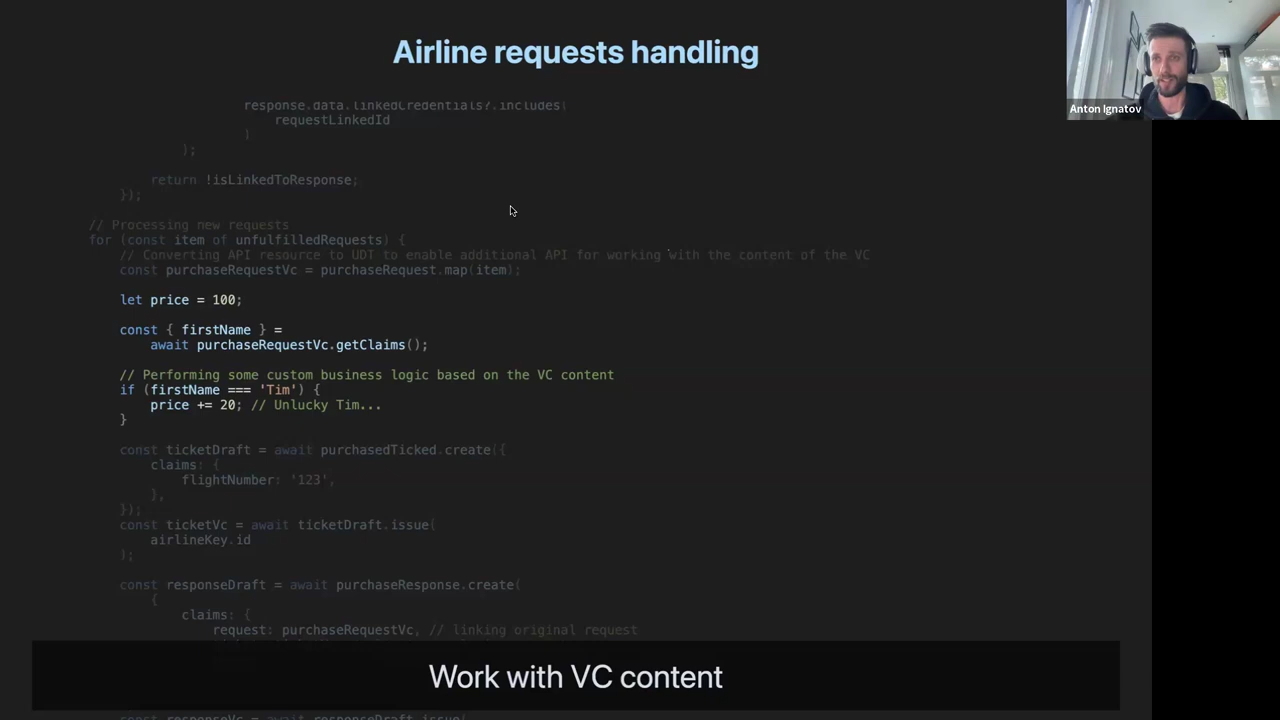 Airline requests handling
Anton Ignatov
response.data.linkedCredentials?.includes(
requestLinkedId
)
);
return !isLinkedToResponse;
});
// Processing new requests
for (const item of unfulfilledRequests) {
// Converting API resource to UDT to enable additional API for working with the content of the VC
const purchaseRequestVc = purchaseRequest.map(item);
let price = 100;
const { firstName } =
await purchaseRequestVc.getClaims();
// Performing some custom business logic based on the VC content
if (firstName === 'Tim') {
price += 20; // Unlucky Tim...
}
const ticketDraft = await purchasedTicked.create({
claims: {
flightNumber: '123',
},
});
const ticketVc = await ticketDraft.issue(
airlineKey.id
);
const responseDraft = await purchaseResponse.create(
{
claims: {
request: purchaseRequestVc, // linking original request
Work with VC content
const responseVc = await responseDraft.issue(